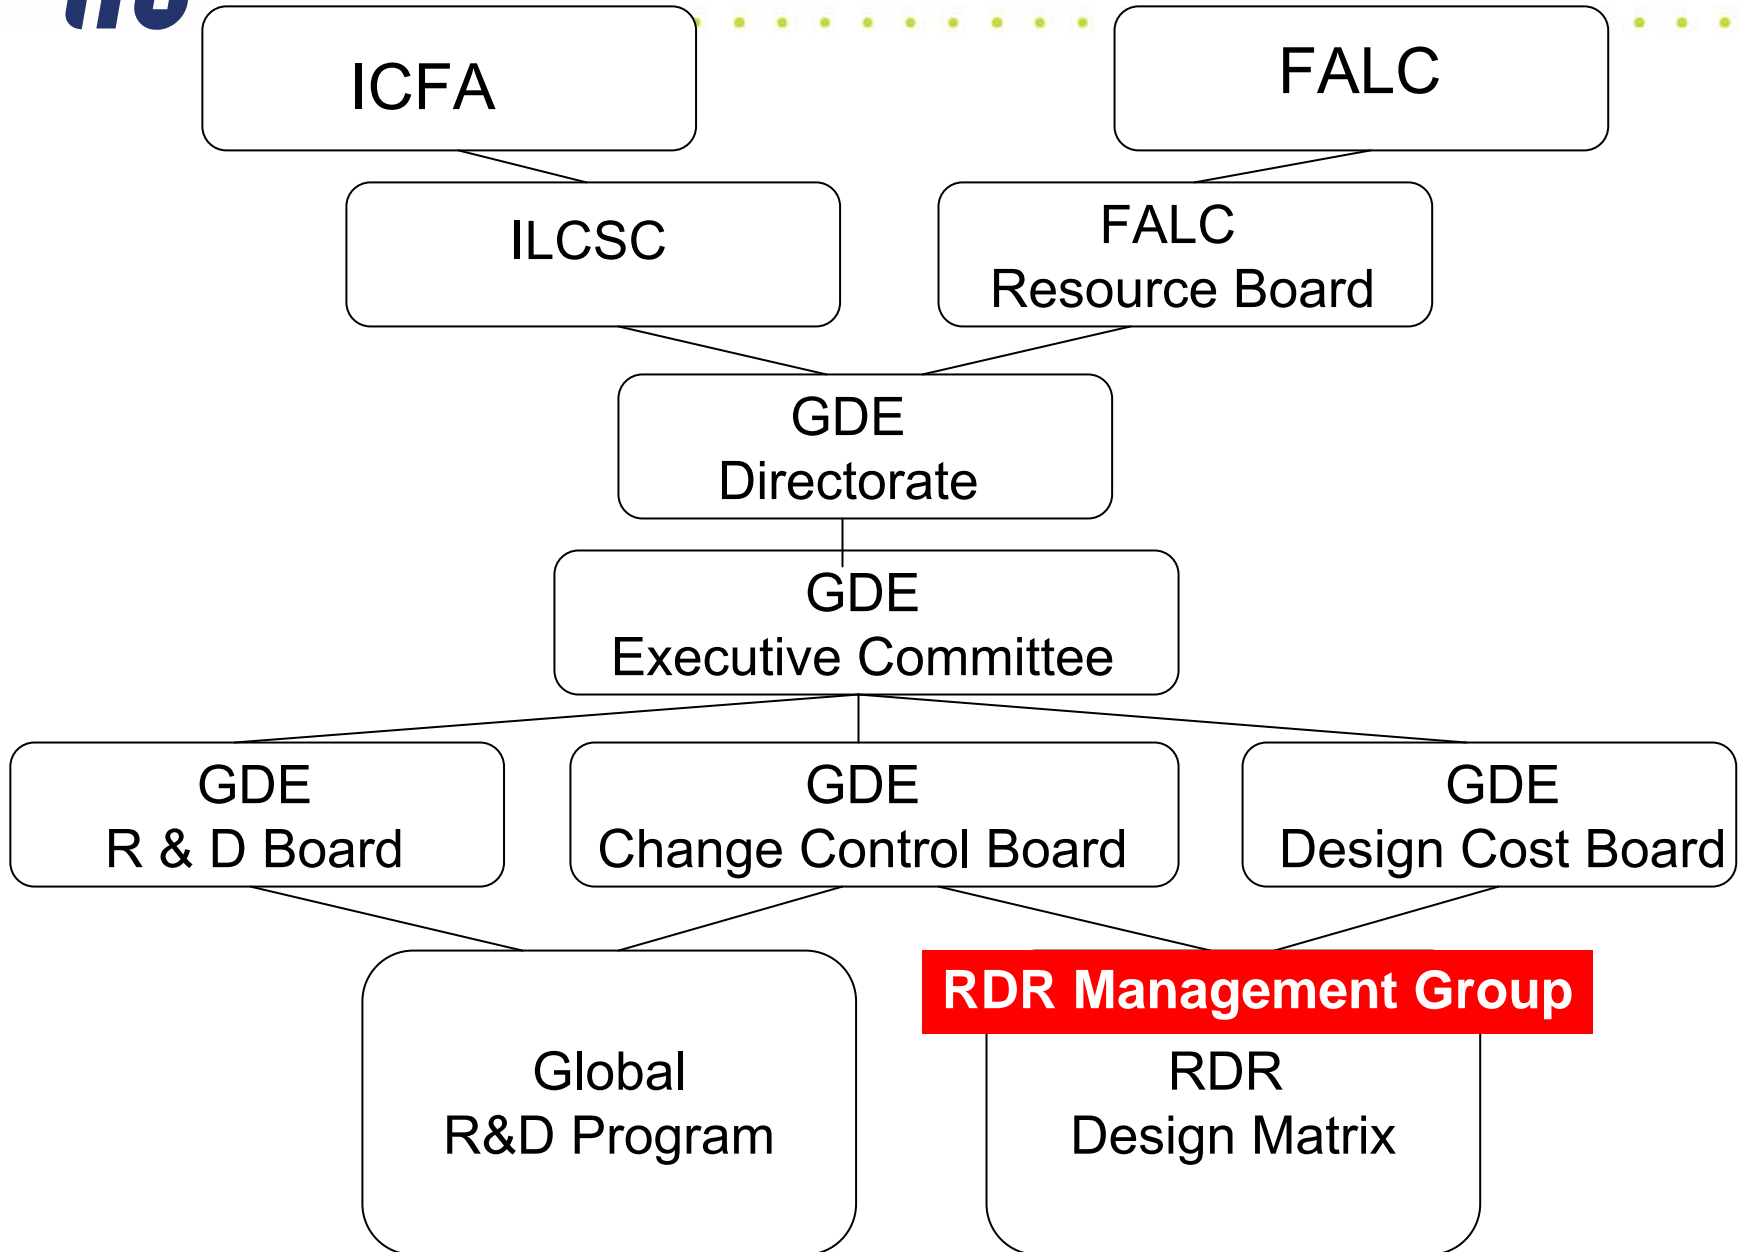 ICFA
FALC
ILCSC
FALC
Resource Board
GDE
Directorate
GDE
Executive Committee
GDE
R & D Board
GDE
Change Control Board
GDE
Design Cost Board
RDR Management Group
Global
R&D Program
RDR
Design Matrix